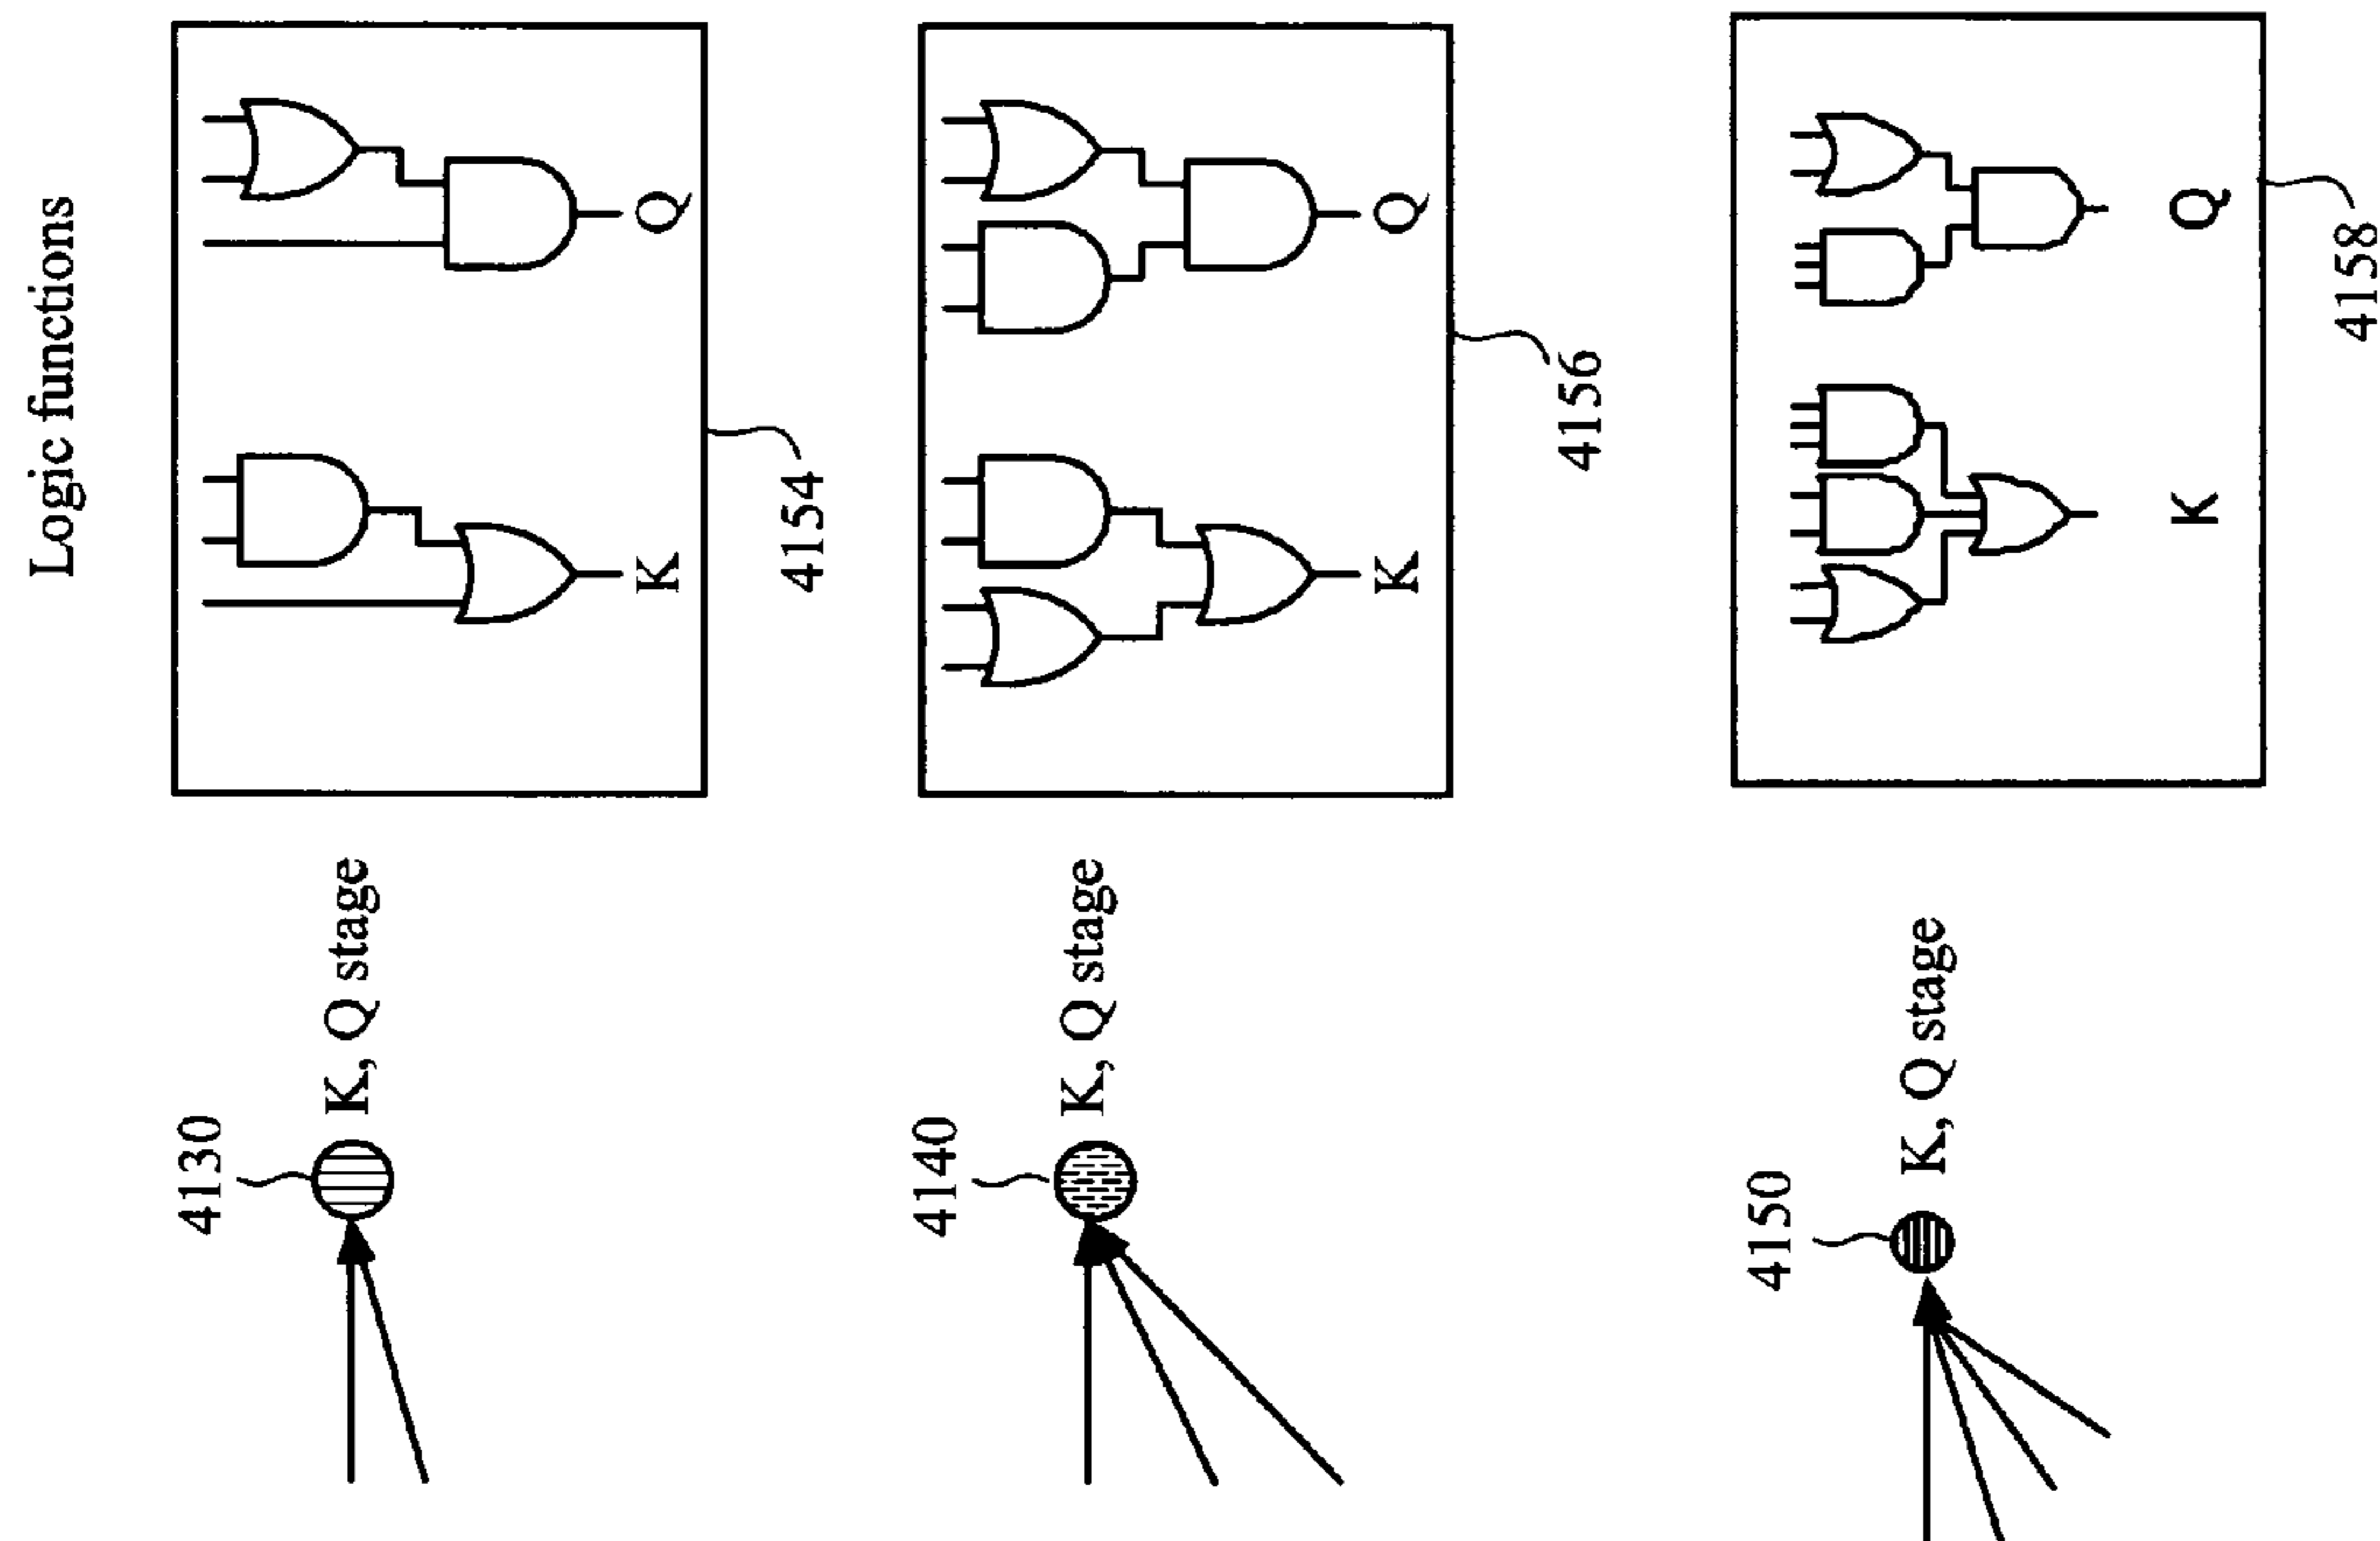 Logic functions
4130
K, Q stage
K
Q
4154
4140
K, Q stage
K
Q
4156
4150
K, Q stage
K
Q
4158